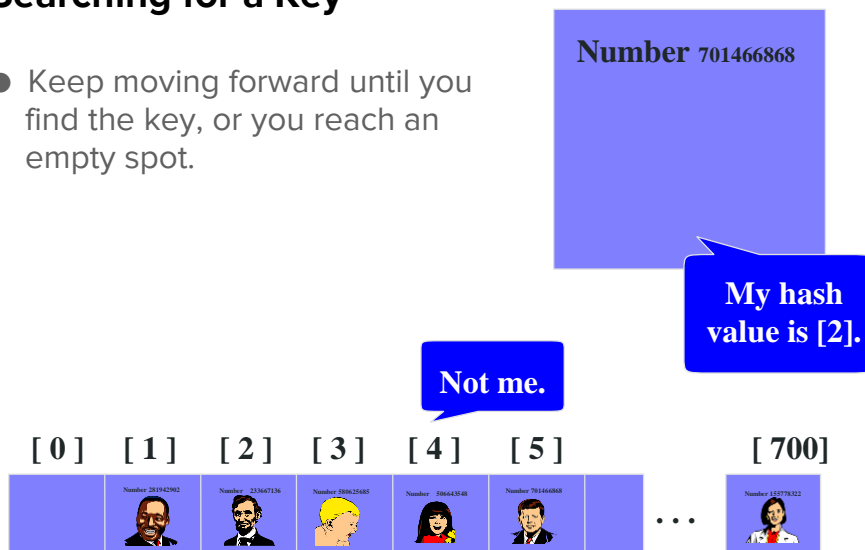 Searching for a Key
● Keep moving forward until you
find the key, or you reach an
empty spot.
Number 701466868
My hash
value is [2].
Not me.
[ 0 ] [ 1 ] [ 2 ] [ 3 ] [ 4 ] [ 5 ] [ 700]
Number 281942902 Number 233667136 Number 580625685 Number 506643548 Number 701466868 ... Number 155778322